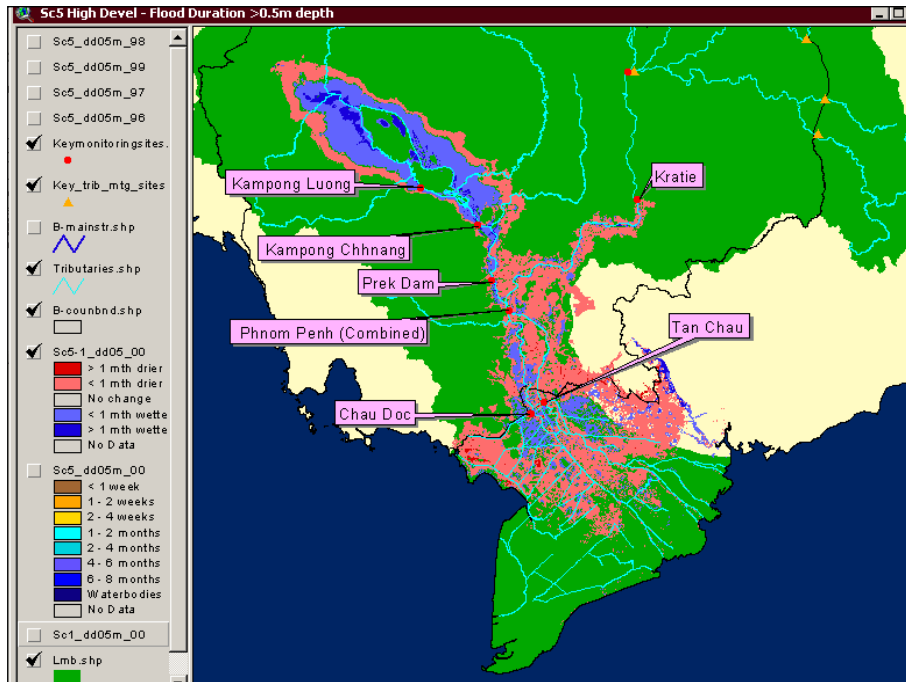 Sc5 High Devel - Flood Duration >0.5m depth
Sc5_dd05m_98
Sc5_dd05m_99
Sc5_dd05m_97
Sc5_dd05m_96
Keymonitoringsites.
Key_trib_mtg_sites
B-mainstr.shp
Tributaries.shp
B-counbnd.shp
Sc5-1_dd05_00
> 1 mth drier
< 1 mth drier
No change
< 1 mth wette
> 1 mth wette
No Data
Sc5_dd05m_00
< 1 week
1 - 2 weeks
2 - 4 weeks
1 - 2 months
2 - 4 months
4 - 6 months
6 - 8 months
Waterbodies
No Data
Sc1_dd05m_00
Lmb.shp
Kampong Luong
Kratie
Kampong Chhnang
Prek Dam
Phnom Penh (Combined)
Tan Chau
Chau Doc